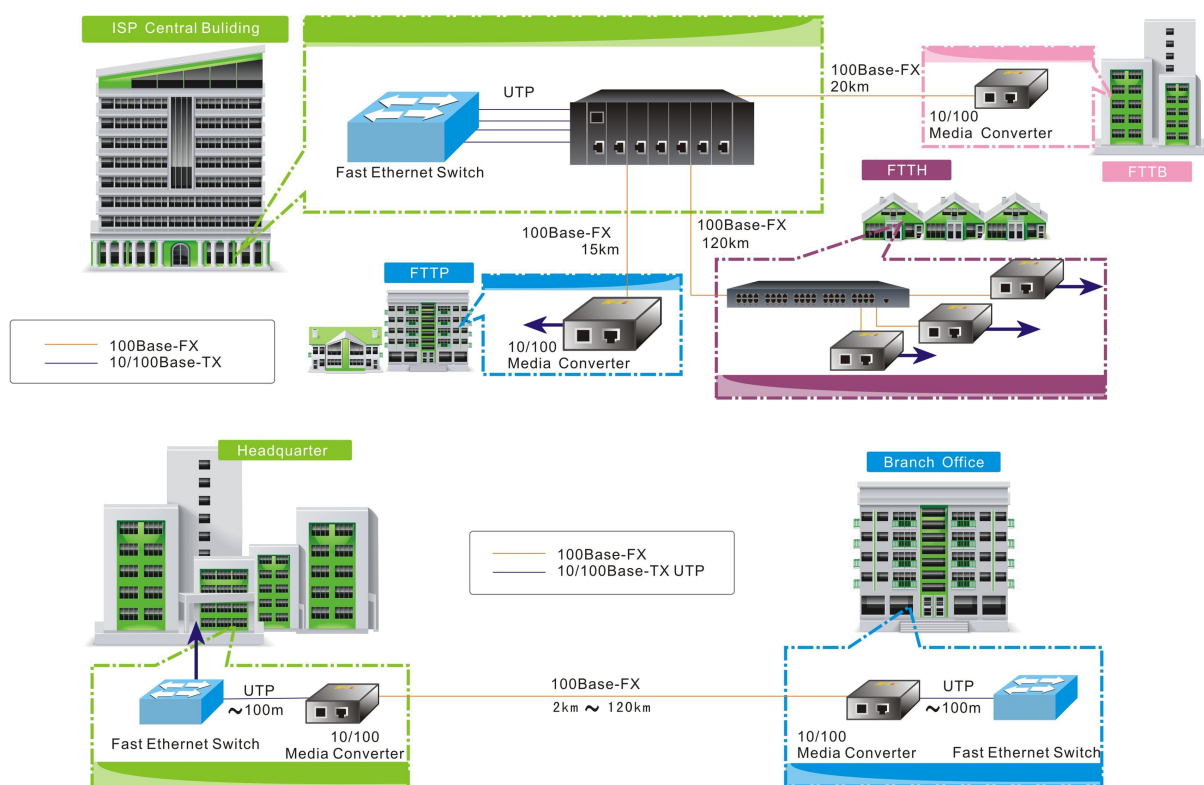 ISP Central Buliding
UTP
Fast Ethernet Switch
100Base-FX
20km
10/100
Media Converter
FTTB
FTTH
100Base-FX
15km
100Base-FX
120km
FTTP
10/100
Media Converter
100Base-FX
10/100Base-TX
Headquarter
Branch Office
100Base-FX
10/100Base-TX UTP
UTP
~100m
Fast Ethernet Switch
10/100
Media Converter
100Base-FX
2km ~ 120km
UTP
~100m
10/100
Media Converter
Fast Ethernet Switch